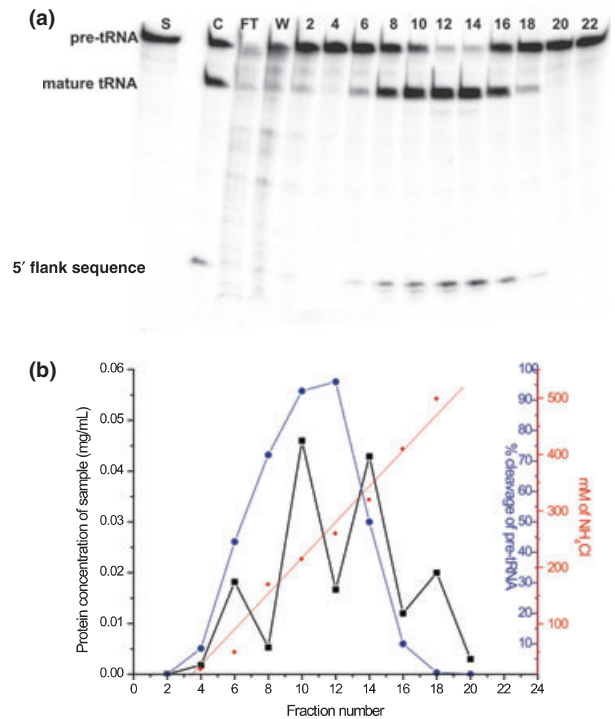 (a)
S C FT W 2 4 6 8 10 12 14 16 18 20 22
pre-tRNA
mature tRNA
5′ flank sequence
(b)
Protein concentration of sample (mg/mL)
0.06
0.05
0.04
0.03
0.02
0.01
0.00
0 2 4 6 8 10 12 14 16 18 20 22 24
Fraction number
100
90
80
70
60
50
40
30
20
10
% cleavage of pre-tRNA
500
400
300
200
100
mM of NH₄Cl